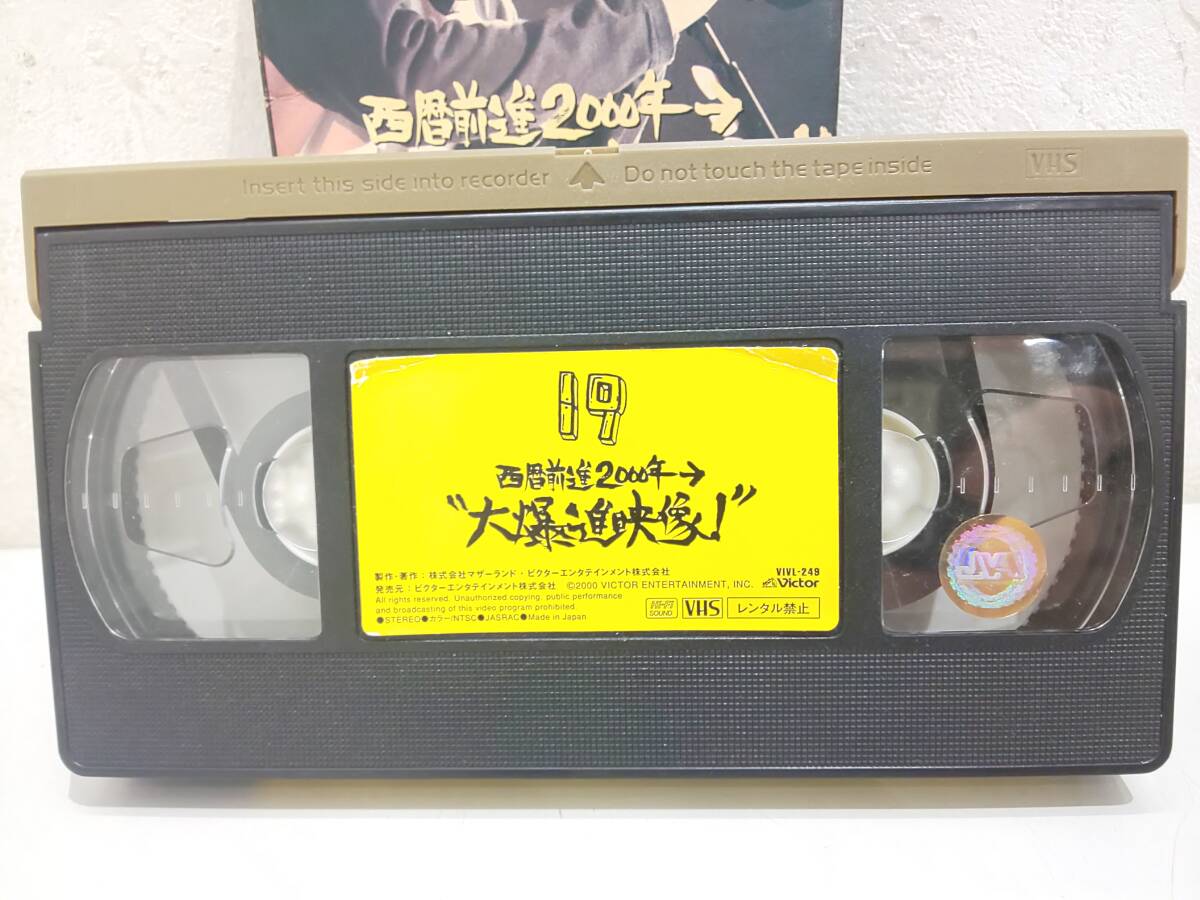 西暦前進2000年→
Insert this side into recorder
Do not touch the tape inside
VHS
19
西暦前進2000年→
"大爆進映像!"
製作・著作：株式会社マザーランド・ビクターエンタテインメント株式会社
VIVL-249
発売元：ビクターエンタテインメント株式会社 ©2000 VICTOR ENTERTAINMENT, INC.
Victor
All rights reserved. Unauthorized copying, public performance
and broadcasting of this video program prohibited.
●STEREO●カラー/NTSC●JASRAC●Made in Japan
HI-FI
SOUND
VHS
レンタル禁止
JVA